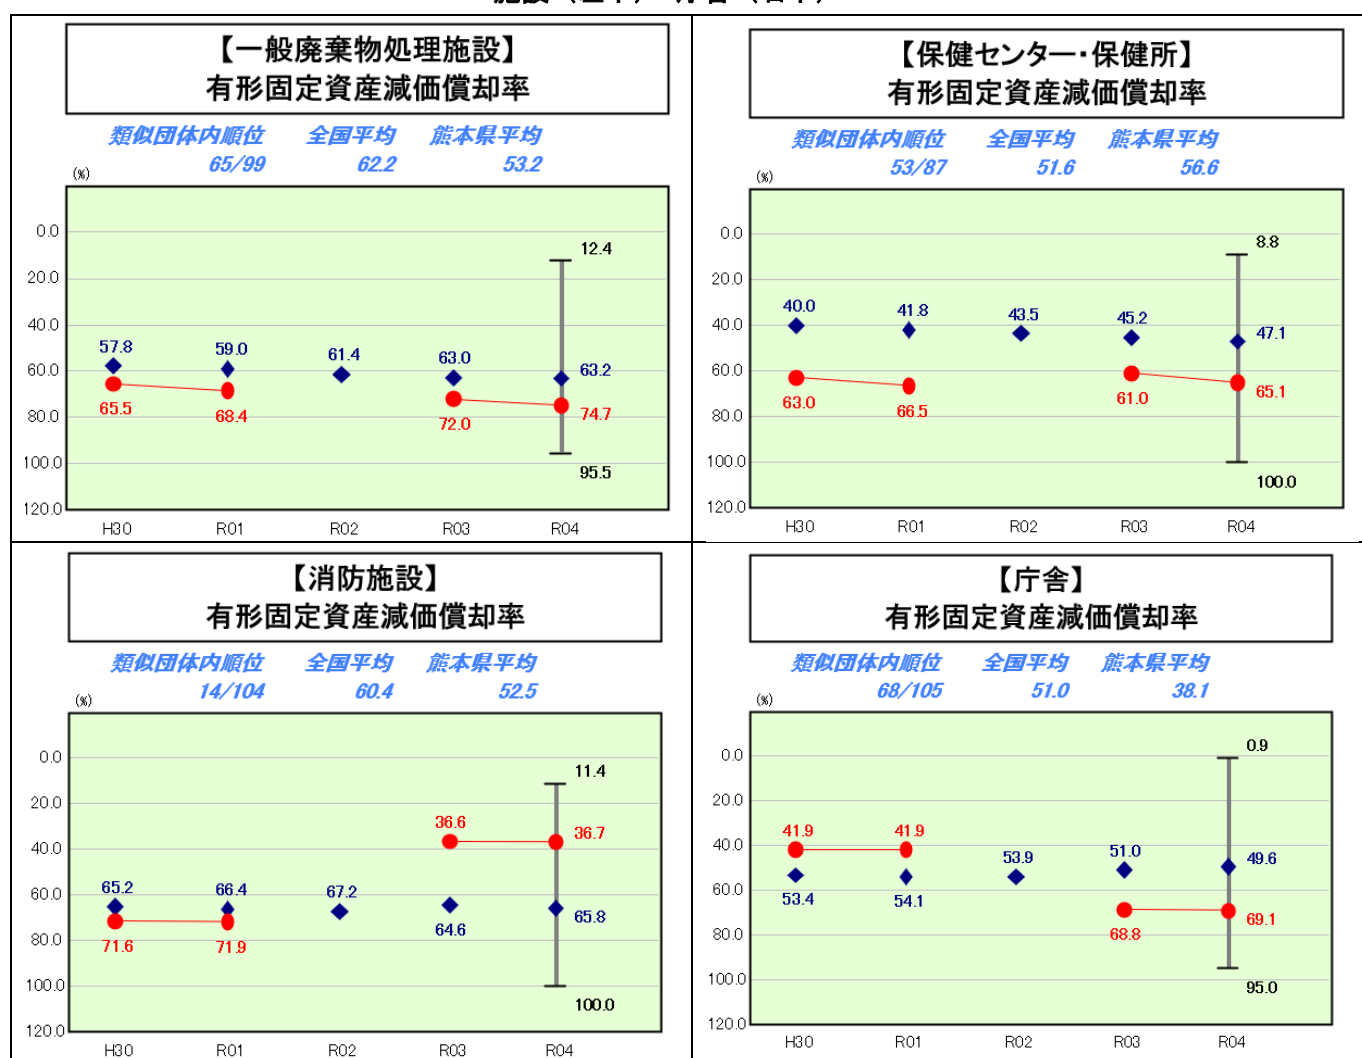 【一般廃棄物処理施設】
有形固定資産減価償却率
類似団体内順位 全国平均 熊本県平均
65/99 62.2 53.2
(%)
0.0
20.0
40.0
60.0
80.0
100.0
120.0
57.8 59.0 61.4 63.0 63.2
65.5 68.4 72.0 74.7
12.4
95.5
H30 R01 R02 R03 R04
【保健センター・保健所】
有形固定資産減価償却率
類似団体内順位 全国平均 熊本県平均
53/87 51.6 56.6
(%)
0.0
20.0
40.0
60.0
80.0
100.0
120.0
40.0 41.8 43.5 45.2 47.1
63.0 66.5 61.0 65.1
8.8
100.0
H30 R01 R02 R03 R04
【消防施設】
有形固定資産減価償却率
類似団体内順位 全国平均 熊本県平均
14/104 60.4 52.5
(%)
0.0
20.0
40.0
60.0
80.0
100.0
120.0
65.2 66.4 67.2 64.6 65.8
71.6 71.9 36.6 36.7
11.4
100.0
H30 R01 R02 R03 R04
【庁舎】
有形固定資産減価償却率
類似団体内順位 全国平均 熊本県平均
68/105 51.0 38.1
(%)
0.0
20.0
40.0
60.0
80.0
100.0
120.0
41.9 41.9 68.8 69.1
53.4 54.1 53.9 51.0 49.6
0.9
95.0
H30 R01 R02 R03 R04